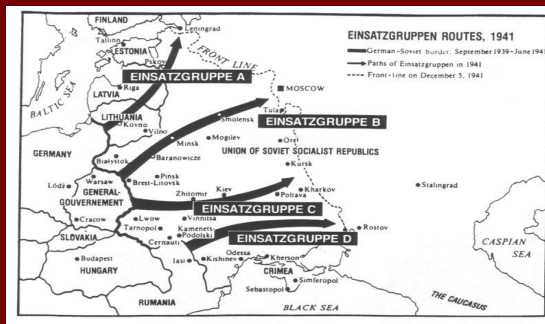 EINSATZGRUPPEN ROUTES, 1941
German-Soviet border, September 1939–June 1941
Paths of Einsatzgruppen in 1941
Front-line on December 5, 1941
FINLAND
Leningrad
Tallinn
ESTONIA
FRONT LINE
Pskov
EINSATZGRUPPE A
BALTIC SEA
Riga
LATVIA
MOSCOW
LITHUANIA
Kovno
Vilno
Smolensk
Tula
EINSATZGRUPPE B
Minsk
Mogilev
Orel
GERMANY
Białystok
Baranowicze
UNION OF SOVIET SOCIALIST REPUBLICS
Kursk
Łódź
Warsaw
Pinsk
Brest-Litovsk
GENERAL-
GOUVERNEMENT
Zhitomir
Kiev
Poltava
Kharkov
Stalingrad
EINSATZGRUPPE C
Cracow
Lwow
Vinnitsa
SLOVAKIA
Tarnopol
Kamenets
Podolski
EINSATZGRUPPE D
Rostov
Cernauti
CASPIAN
SEA
Budapest
HUNGARY
Iasi
Kishnev
Odessa
Kherson
CRIMEA
Simferopol
Sebastopol
RUMANIA
BLACK SEA
THE CAUCASUS